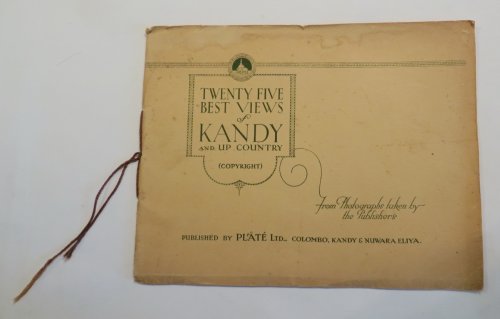 TWENTY FIVE
BEST VIEWS
of
KANDY
AND UP COUNTRY
(COPYRIGHT)
from Photographs taken by
the Publishers
PUBLISHED BY PLÂTÉ LTD., COLOMBO, KANDY & NUWARA ELIYA.